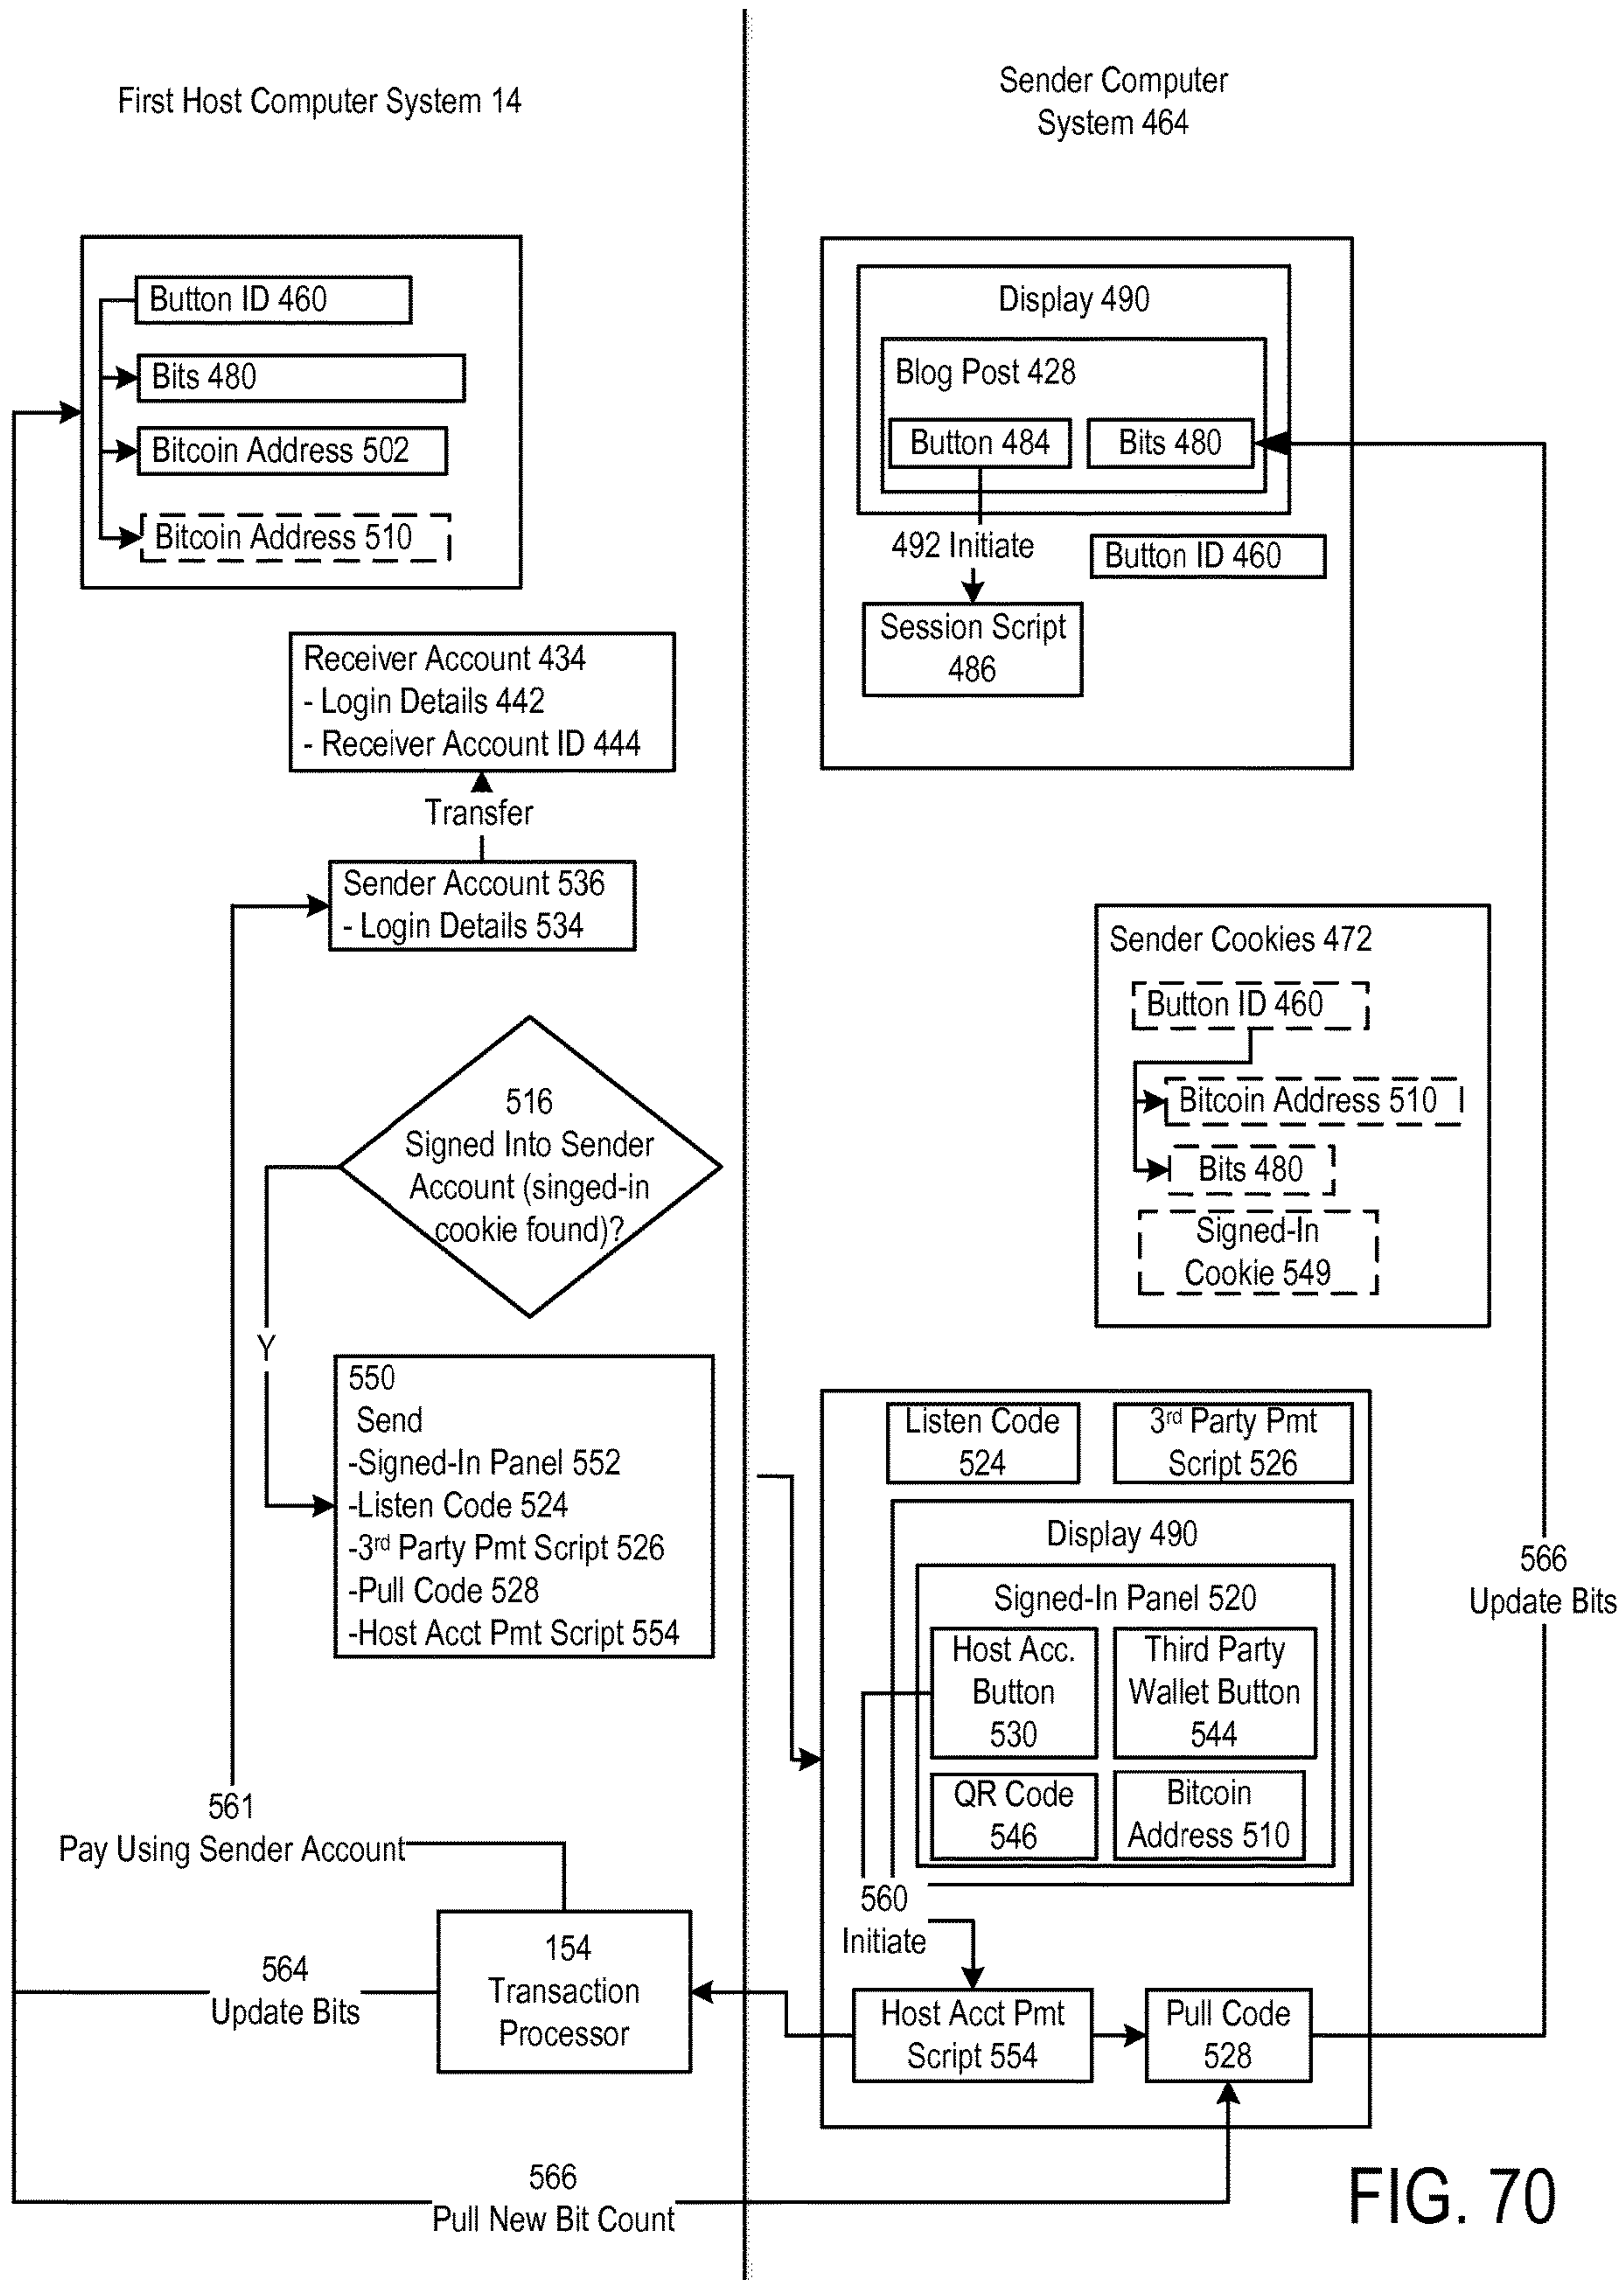 First Host Computer System 14
Sender Computer
System 464
Button ID 460
Bits 480
Bitcoin Address 502
Bitcoin Address 510
Display 490
Blog Post 428
Button 484
Bits 480
492 Initiate
Button ID 460
Session Script
486
Receiver Account 434
- Login Details 442
- Receiver Account ID 444
Transfer
Sender Account 536
- Login Details 534
Sender Cookies 472
Button ID 460
Bitcoin Address 510
Bits 480
Signed-In
Cookie 549
516
Signed Into Sender
Account (singed-in
cookie found)?
Y
550
Send
-Signed-In Panel 552
-Listen Code 524
-3rd Party Pmt Script 526
-Pull Code 528
-Host Acct Pmt Script 554
Listen Code
524
3rd Party Pmt
Script 526
Display 490
Signed-In Panel 520
Host Acc.
Button
530
Third Party
Wallet Button
544
QR Code
546
Bitcoin
Address 510
566
Update Bits
561
Pay Using Sender Account
560
Initiate
154
Transaction
Processor
564
Update Bits
Host Acct Pmt
Script 554
Pull Code
528
566
Pull New Bit Count
FIG. 70